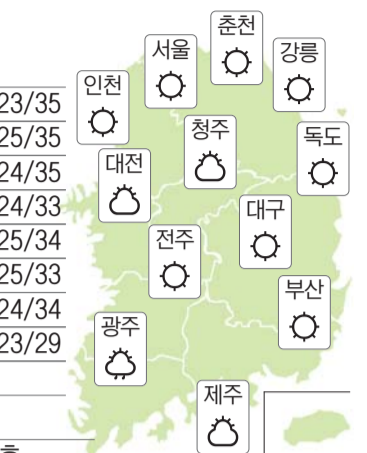 춘천
서울
강릉
인천
청주
독도
대전
대구
전주
부산
광주
제주
23/35
25/35
24/35
24/33
25/34
25/33
24/34
23/29